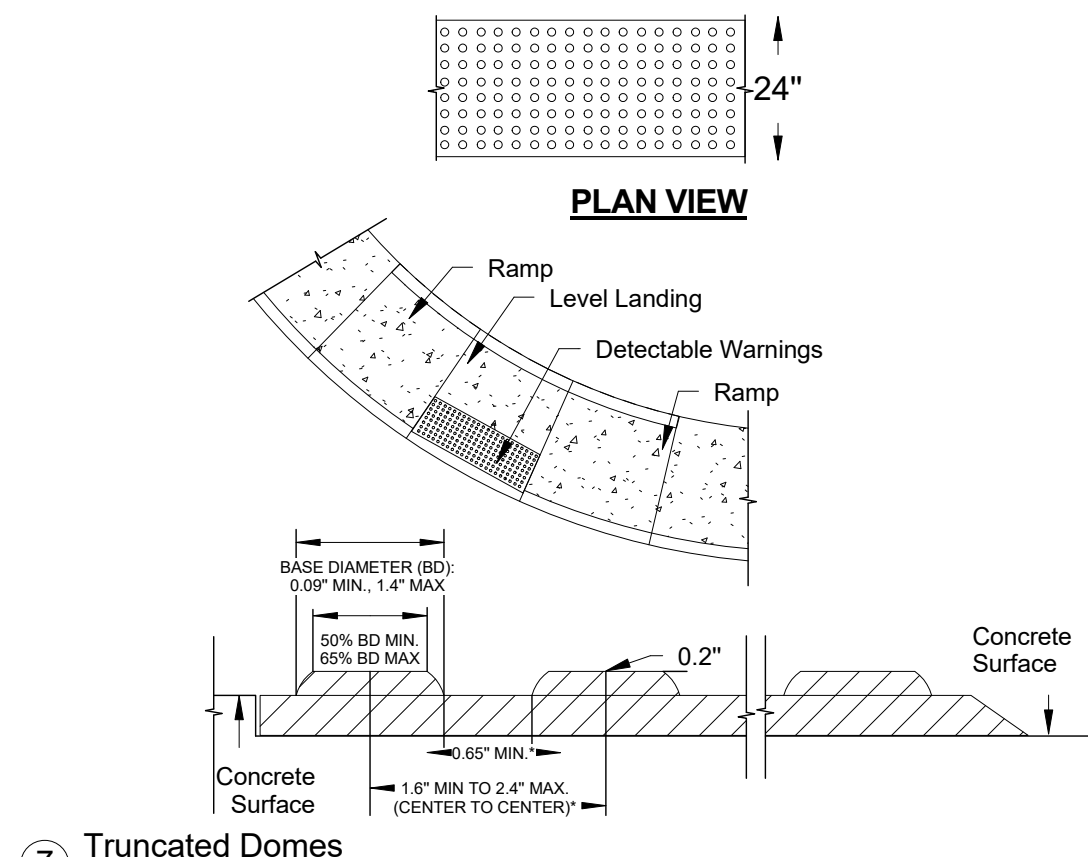 24"
PLAN VIEW
Ramp
Level Landing
Detectable Warnings
Ramp
BASE DIAMETER (BD):
0.09" MIN., 1.4" MAX
50% BD MIN.
65% BD MAX
0.2"
Concrete
Surface
0.65" MIN.*
Concrete
Surface
1.6" MIN TO 2.4" MAX.
(CENTER TO CENTER)*
Truncated Domes